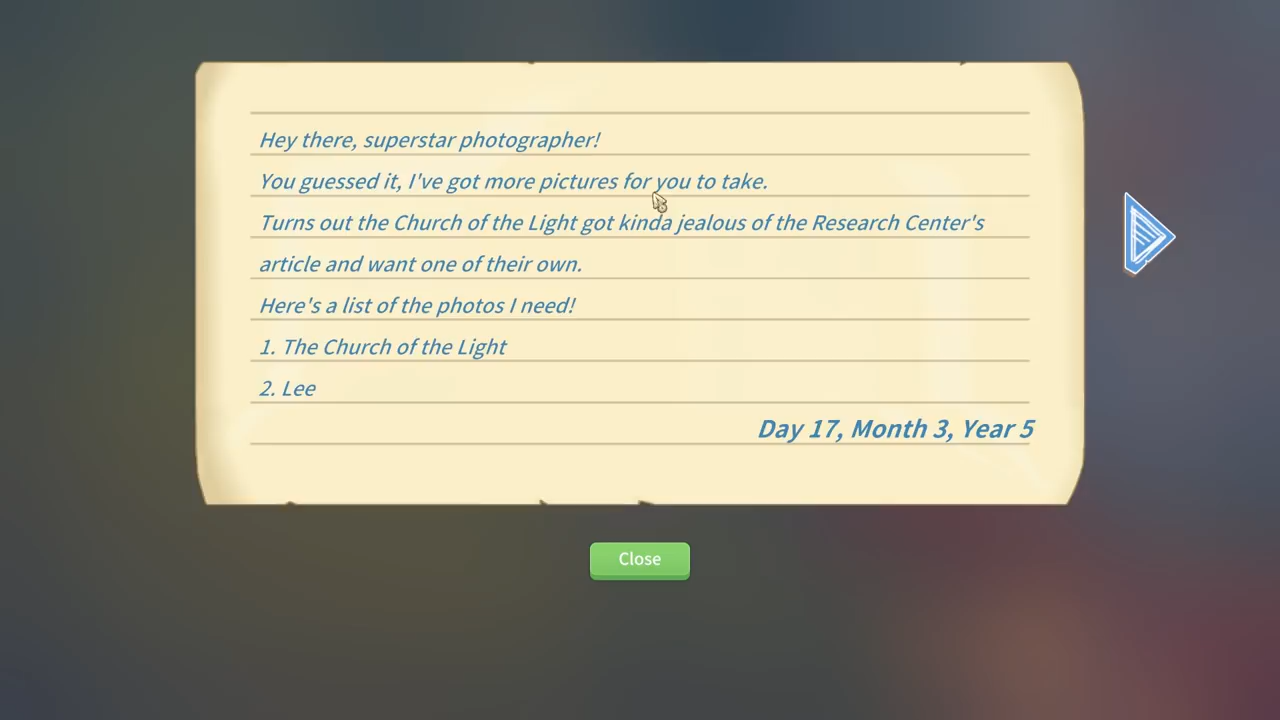 Hey there, superstar photographer!
You guessed it, I've got more pictures for you to take.
Turns out the Church of the Light got kinda jealous of the Research Center's
article and want one of their own.
Here's a list of the photos I need!
1. The Church of the Light
2. Lee
Day 17, Month 3, Year 5
Close